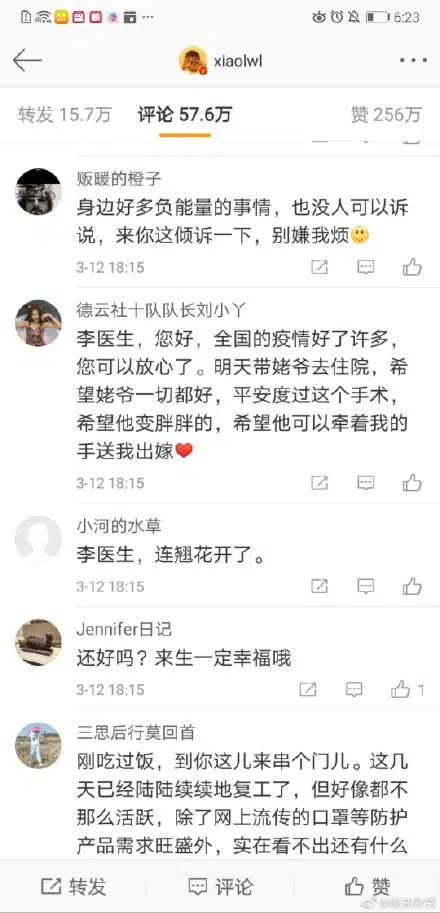 6:23
xiaolwl
转发 15.7万 评论 57.6万 赞 256万
贩暖的橙子
身边好多负能量的事情，也没人可以诉
说，来你这倾诉一下，别嫌我烦
3-12 18:15
德云社十队队长刘小丫
李医生，您好，全国的疫情好了许多，
您可以放心了。明天带姥爷去住院，希
望姥爷一切都好，平安度过这个手术，
希望他变胖胖的，希望他可以牵着我的
手送我出嫁
3-12 18:15
小河的水草
李医生，连翘花开了。
3-12 18:15
Jennifer日记
还好吗？来生一定幸福哦
3-12 18:15 1
三思后行莫回首
刚吃过饭，到你这儿来串个门儿。这几
天已经陆陆续续地复工了，但好像都不
那么活跃，除了网上流传的口罩等防护
产品需求旺盛外，实在看不出还有什么
转发 评论 赞